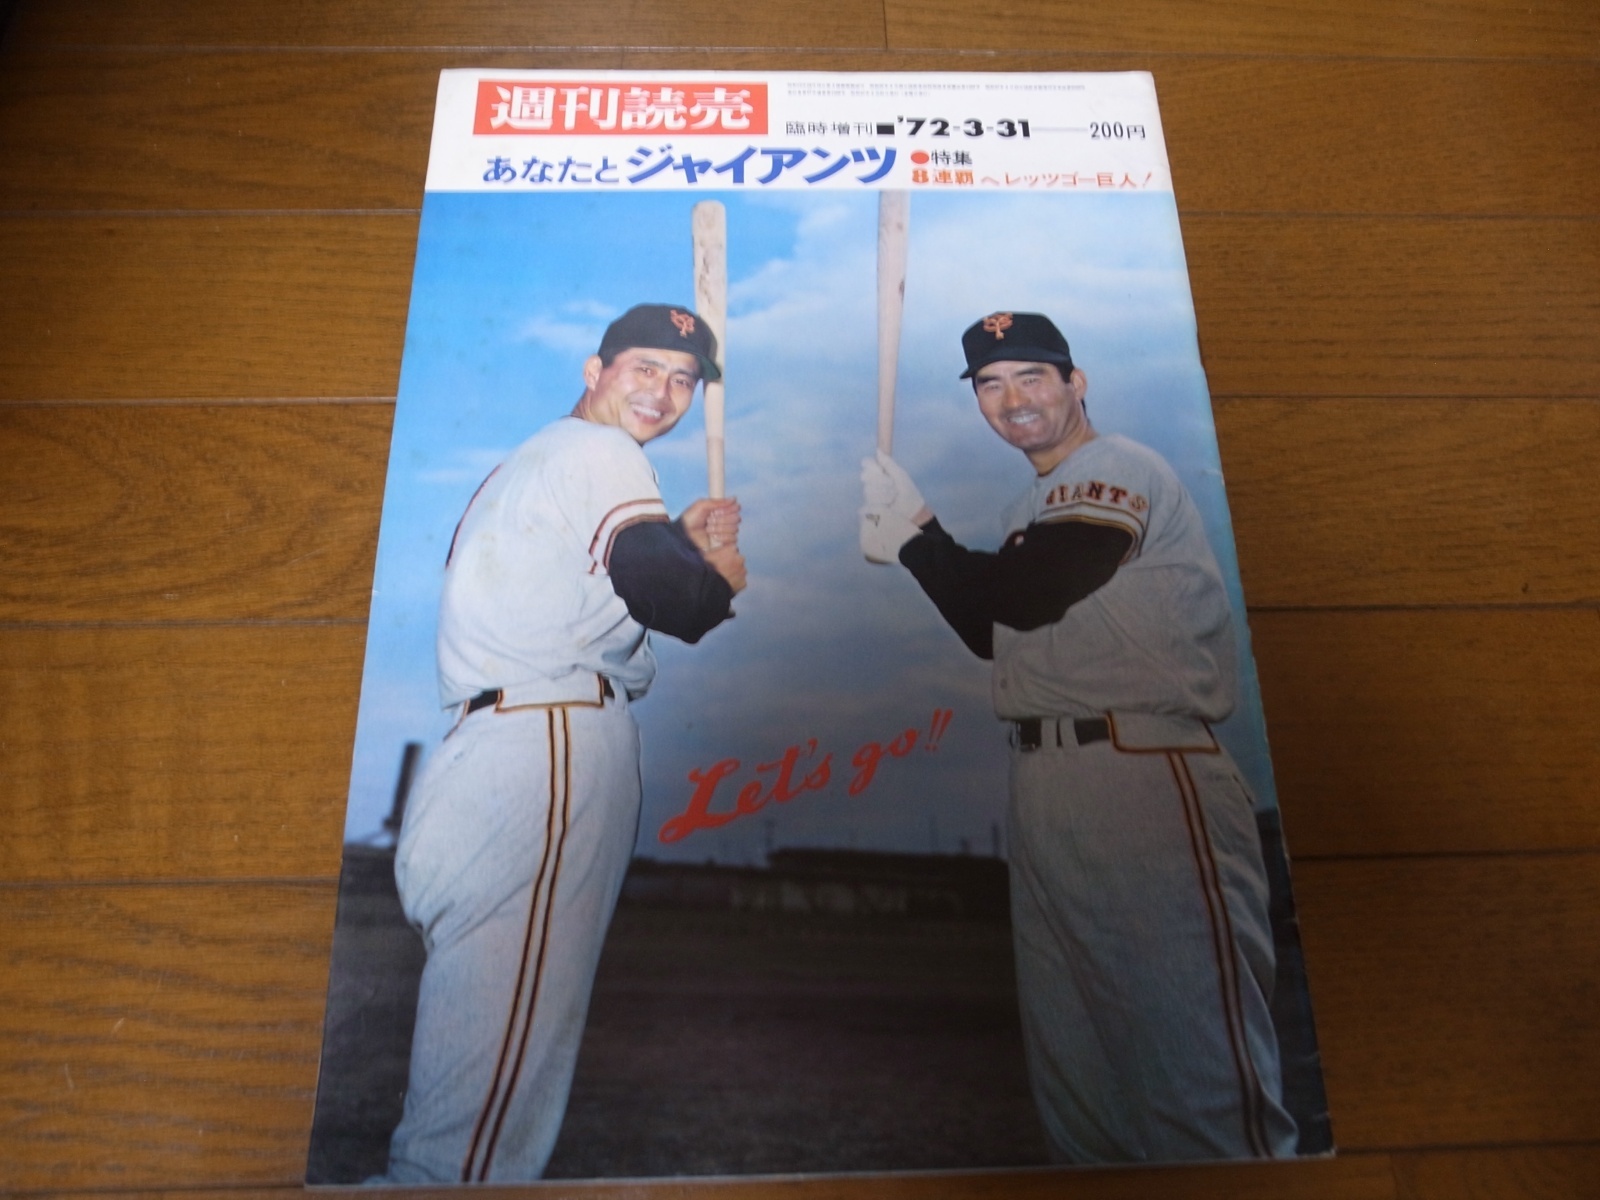 週刊読売
臨時増刊■'72-3-31―200円
あなたとジャイアンツ
●特集
8連覇へレッツゴー巨人!
GIANTS
Let's go!!